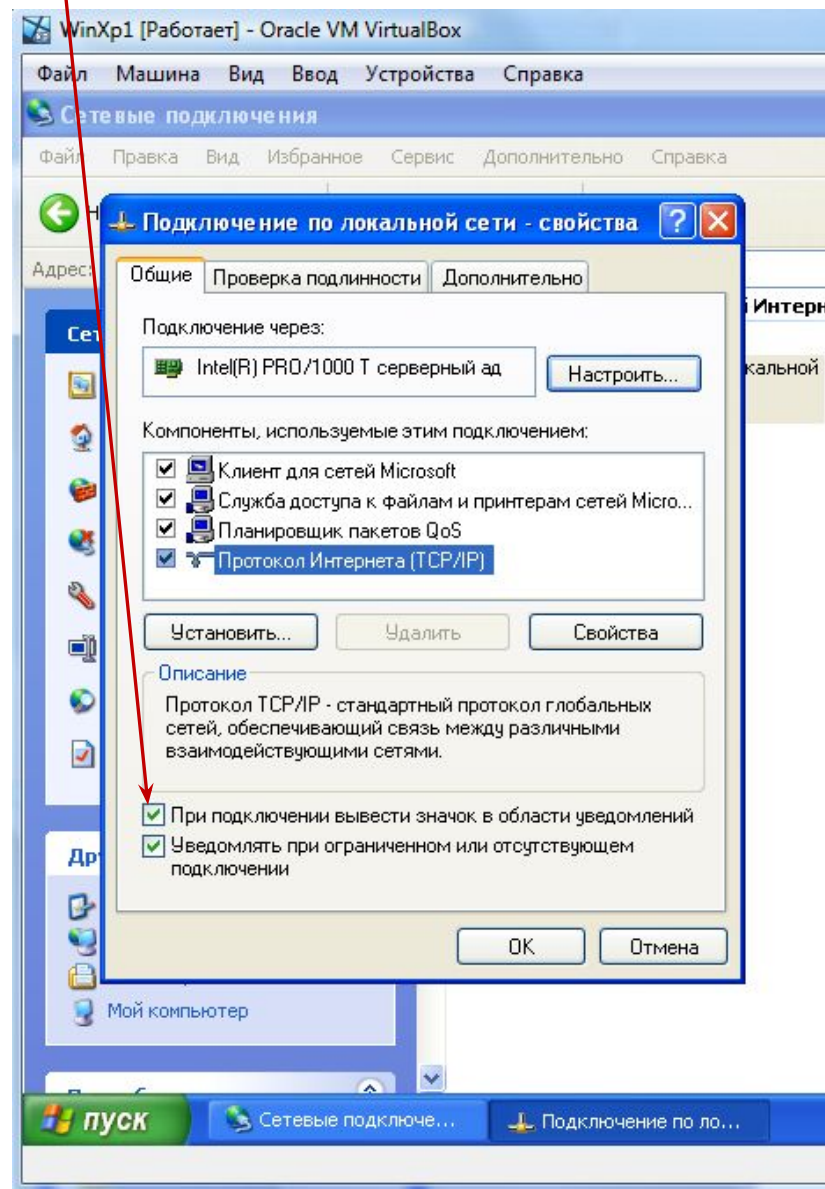 WinXp1 [Работает] - Oracle VM VirtualBox
Файл Машина Вид Ввод Устройства Справка
Сетевые подключения
Файл Правка Вид Избранное Сервис Дополнительно Справка
Подключение по локальной сети - свойства
Адрес:
Общие Проверка подлинности Дополнительно
Интерн
Подключение через:
Сет
Intel(R) PRO/1000 T серверный ад Настроить...
кальной
Компоненты, используемые этим подключением:
Клиент для сетей Microsoft
Служба доступа к файлам и принтерам сетей Micro...
Планировщик пакетов QoS
Протокол Интернета (TCP/IP)
Установить... Удалить Свойства
Описание
Протокол TCP/IP - стандартный протокол глобальных
сетей, обеспечивающий связь между различными
взаимодействующими сетями.
При подключении вывести значок в области уведомлений
Уведомлять при ограниченном или отсутствующем
подключении
Дру
OK Отмена
Мой компьютер
пуск Сетевые подключе... Подключение по ло...